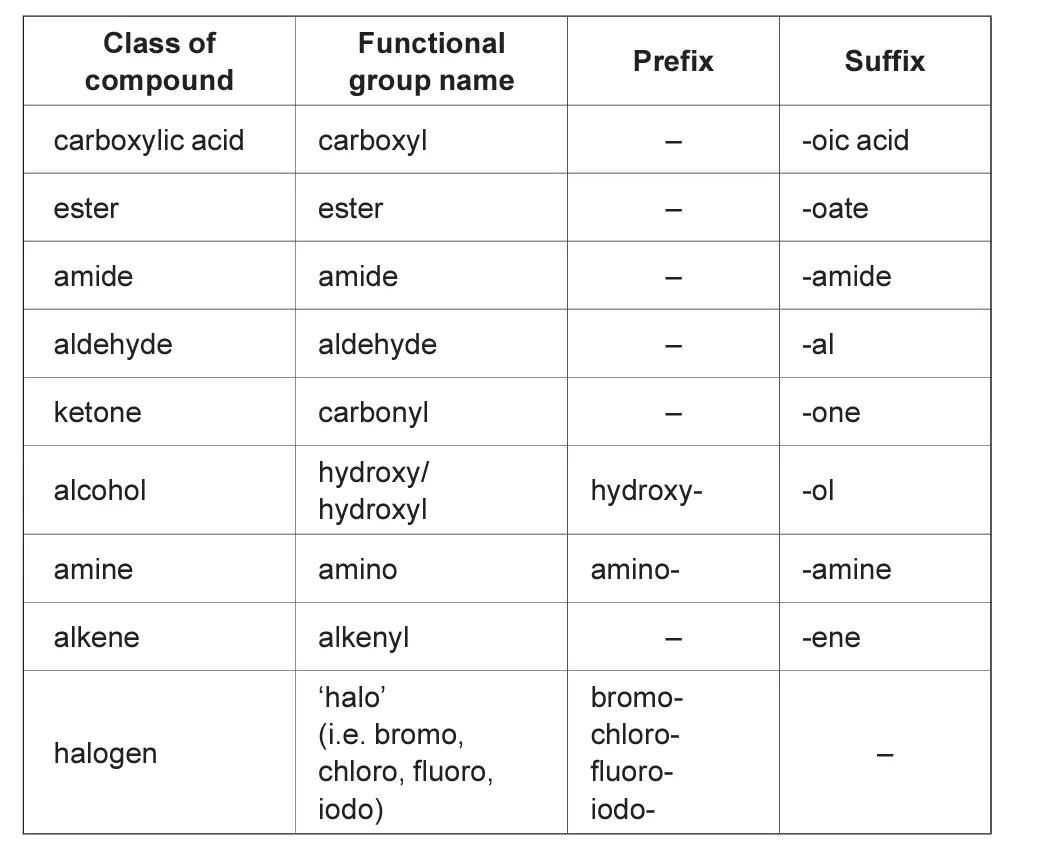 Class of compound Functional group name Prefix Suffix
carboxylic acid carboxyl – -oic acid
ester ester – -oate
amide amide – -amide
aldehyde aldehyde – -al
ketone carbonyl – -one
alcohol hydroxy/ hydroxyl hydroxy- -ol
amine amino amino- -amine
alkene alkenyl – -ene
halogen ‘halo’ (i.e. bromo, chloro, fluoro, iodo) bromo- chloro- fluoro- iodo- –